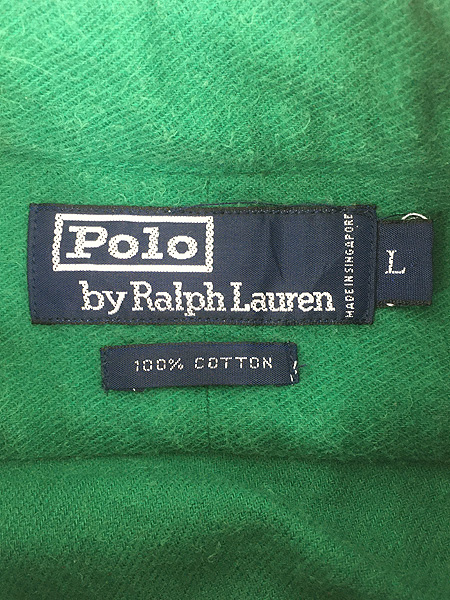 Polo
by Ralph Lauren
MADE IN SINGAPORE
L
100% COTTON